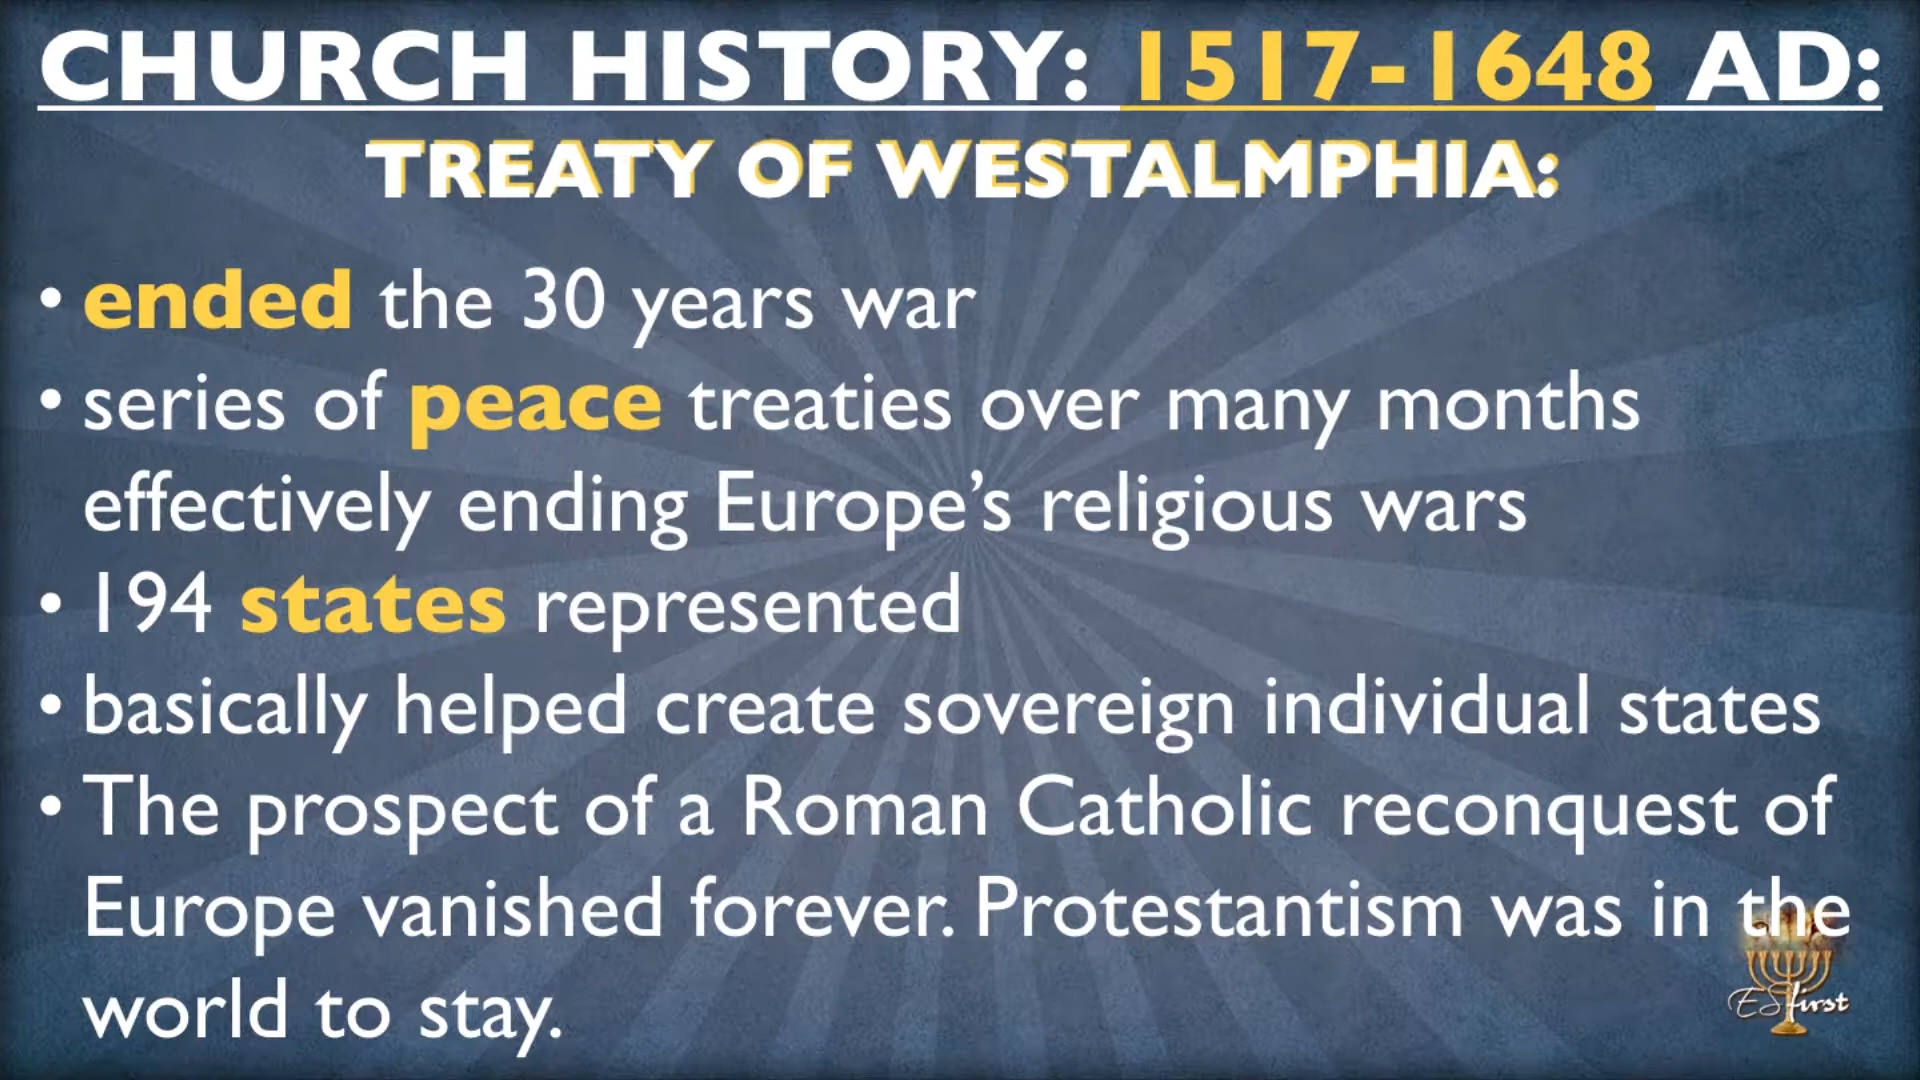 CHURCH HISTORY: 1517-1648 AD:
TREATY OF WESTALMPHIA:
• ended the 30 years war
• series of peace treaties over many months
effectively ending Europe’s religious wars
• 194 states represented
• basically helped create sovereign individual states
• The prospect of a Roman Catholic reconquest of
Europe vanished forever. Protestantism was in the
world to stay.
ESfirst